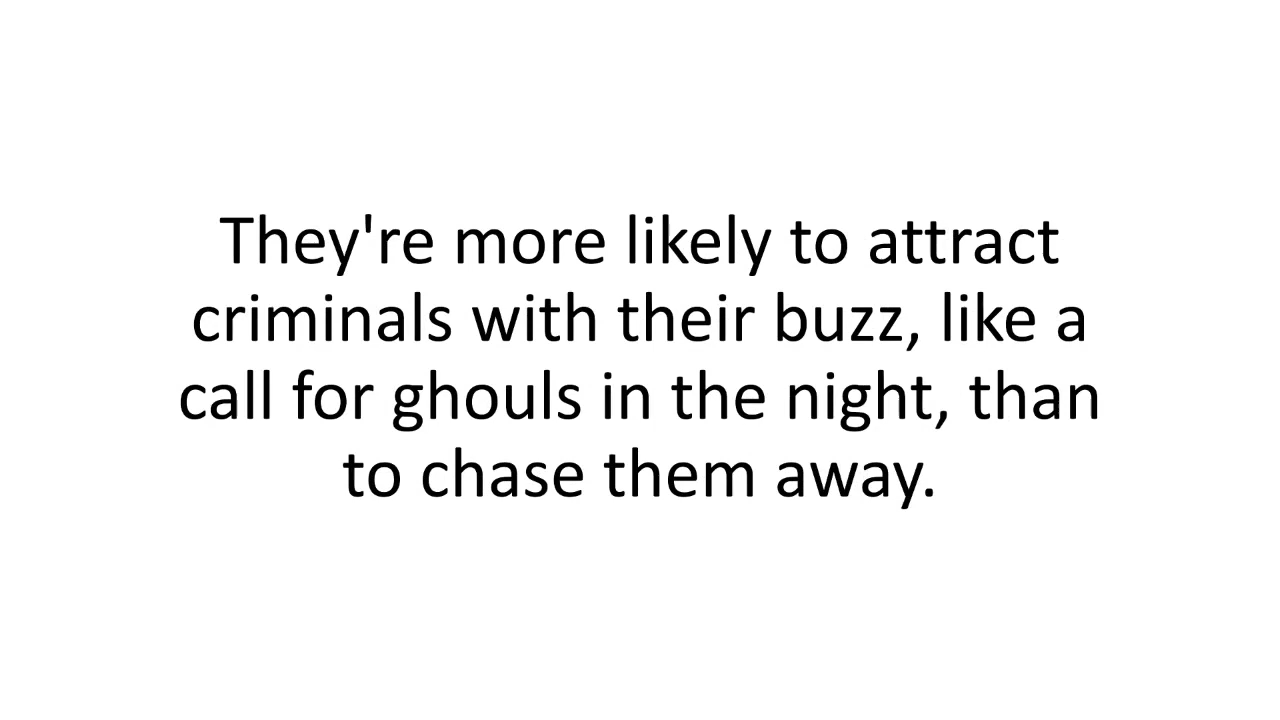 They're more likely to attract
criminals with their buzz, like a
call for ghouls in the night, than
to chase them away.